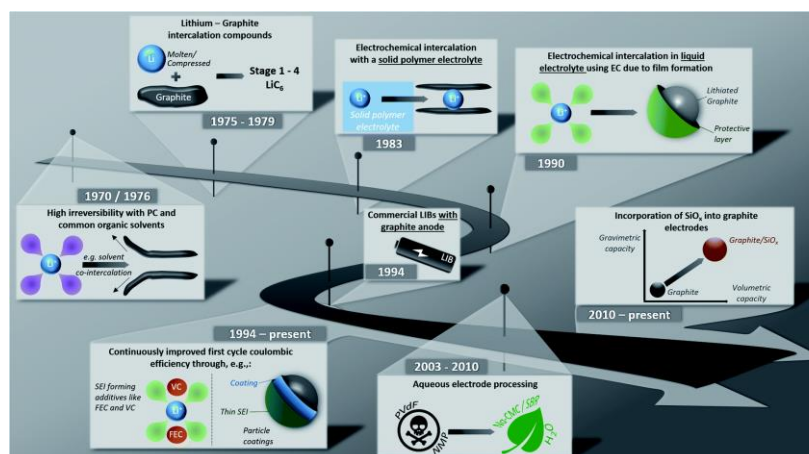 Lithium – Graphite
intercalation compounds
Li
Molten/
Compressed
+
Graphite
Stage 1 - 4
LiC₆
1975 - 1979
Electrochemical intercalation
with a solid polymer electrolyte
Li⁺
Li⁺
Solid polymer
electrolyte
1983
Electrochemical intercalation in liquid
electrolyte using EC due to film formation
Li⁺
Lithiated
Graphite
Protective
layer
1990
1970 / 1976
High irreversibility with PC and
common organic solvents
Li⁺
e.g. solvent
co-intercalation
Commercial LIBs with
graphite anode
LIB
1994
Incorporation of SiOₓ into graphite
electrodes
Gravimetric
capacity
Graphite/SiOₓ
Graphite
Volumetric
capacity
2010 – present
1994 – present
Continuously improved first cycle coulombic
efficiency through, e.g.,:
SEI forming
additives like
FEC and VC
VC
Li⁺
FEC
Coating
Thin SEI
Particle
coatings
2003 - 2010
Aqueous electrode processing
PVdF
NMP
Na-CMC / SBR
H₂O